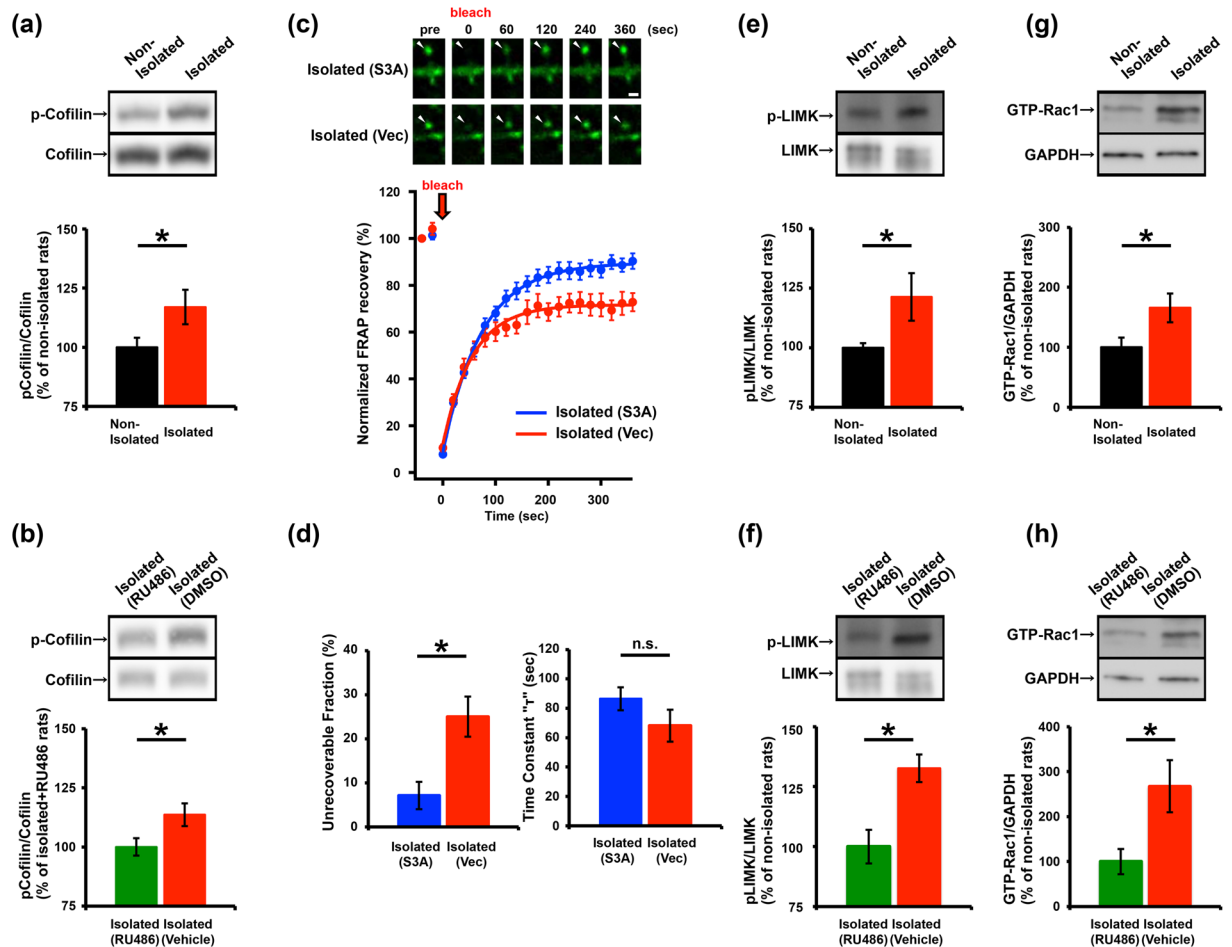 (a)
Non-
Isolated
Isolated
p-Cofilin→
Cofilin→
pCofilin/Cofilin
(% of non-isolated rats)
150
125
100
75
*
Non-
Isolated
Isolated
(c)
bleach
pre 0 60 120 240 360 (sec)
Isolated (S3A)
Isolated (Vec)
bleach
Normalized FRAP recovery (%)
120
100
80
60
40
20
0
Isolated (S3A)
Isolated (Vec)
0 100 200 300
Time (sec)
(e)
Non-
Isolated
Isolated
p-LIMK→
LIMK→
pLIMK/LIMK
(% of non-isolated rats)
150
125
100
75
*
Non-
Isolated
Isolated
(g)
Non-
Isolated
Isolated
GTP-Rac1→
GAPDH→
GTP-Rac1/GAPDH
(% of non-isolated rats)
300
200
100
0
*
Non-
Isolated
Isolated
(b)
Isolated
(RU486)
Isolated
(DMSO)
p-Cofilin→
Cofilin→
pCofilin/Cofilin
(% of isolated+RU486 rats)
150
125
100
75
*
Isolated
(RU486)
Isolated
(Vehicle)
(d)
Unrecoverable Fraction (%)
40
30
20
10
0
*
Isolated
(S3A)
Isolated
(Vec)
Time Constant "τ" (sec)
120
100
80
60
40
20
0
n.s.
Isolated
(S3A)
Isolated
(Vec)
(f)
Isolated
(RU486)
Isolated
(DMSO)
p-LIMK→
LIMK→
pLIMK/LIMK
(% of non-isolated rats)
150
125
100
75
*
Isolated
(RU486)
Isolated
(Vehicle)
(h)
Isolated
(RU486)
Isolated
(DMSO)
GTP-Rac1→
GAPDH→
GTP-Rac1/GAPDH
(% of non-isolated rats)
400
300
200
100
0
*
Isolated
(RU486)
Isolated
(Vehicle)